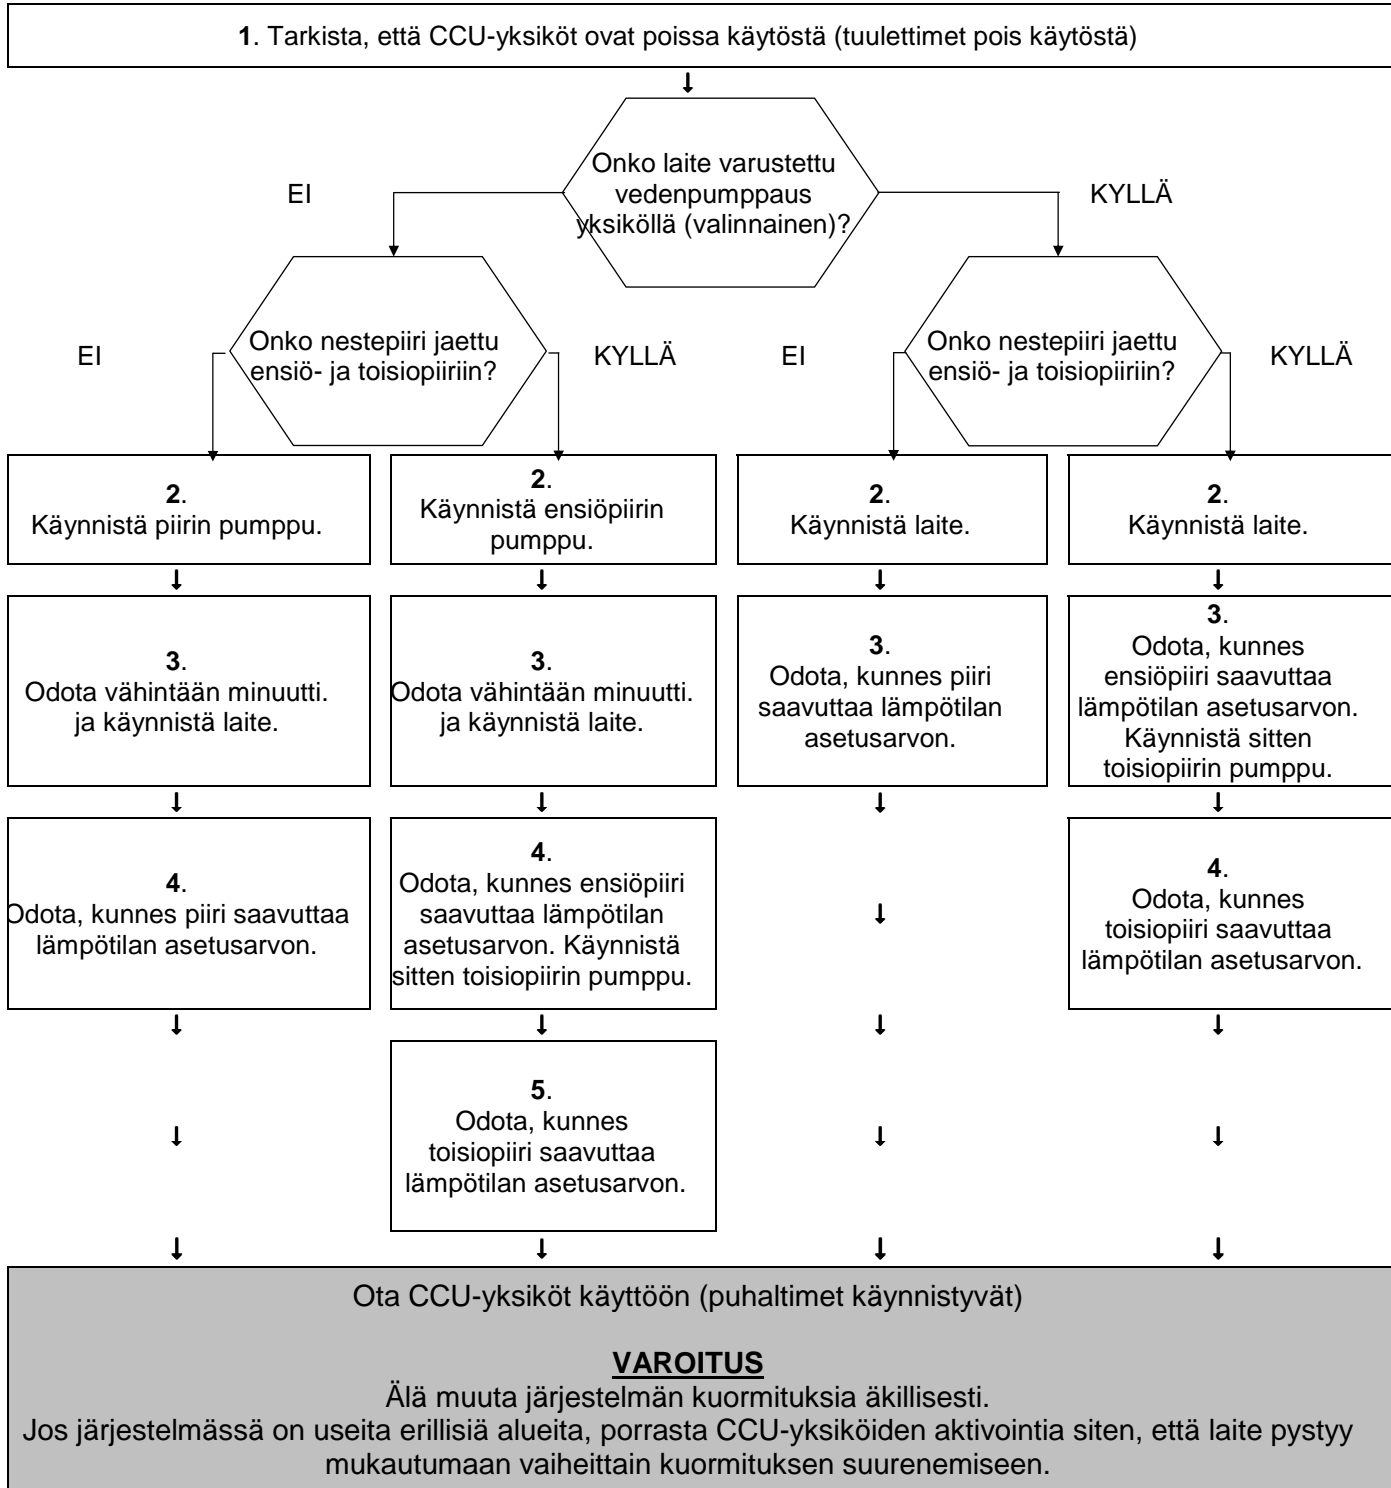 1. Tarkista, että CCU-yksiköt ovat poissa käytöstä (tuulettimet pois käytöstä)
Onko laite varustettu
vedenpumppaus
yksiköllä (valinnainen)?
EI
KYLLÄ
Onko nestepiiri jaettu
ensiö- ja toisiopiiriin?
EI
KYLLÄ
Onko nestepiiri jaettu
ensiö- ja toisiopiiriin?
EI
KYLLÄ
2.
Käynnistä piirin pumppu.
2.
Käynnistä ensiöpiirin
pumppu.
2.
Käynnistä laite.
2.
Käynnistä laite.
3.
Odota vähintään minuutti.
ja käynnistä laite.
3.
Odota vähintään minuutti.
ja käynnistä laite.
3.
Odota, kunnes piiri
saavuttaa lämpötilan
asetusarvon.
3.
Odota, kunnes
ensiöpiiri saavuttaa
lämpötilan asetusarvon.
Käynnistä sitten
toisiopiirin pumppu.
4.
Odota, kunnes piiri saavuttaa
lämpötilan asetusarvon.
4.
Odota, kunnes ensiöpiiri
saavuttaa lämpötilan
asetusarvon. Käynnistä
sitten toisiopiirin pumppu.
4.
Odota, kunnes
toisiopiiri saavuttaa
lämpötilan asetusarvon.
5.
Odota, kunnes
toisiopiiri saavuttaa
lämpötilan asetusarvon.
Ota CCU-yksiköt käyttöön (puhaltimet käynnistyvät)
VAROITUS
Älä muuta järjestelmän kuormituksia äkillisesti.
Jos järjestelmässä on useita erillisiä alueita, porrasta CCU-yksiköiden aktivointia siten, että laite pystyy
mukautumaan vaiheittain kuormituksen suurenemiseen.